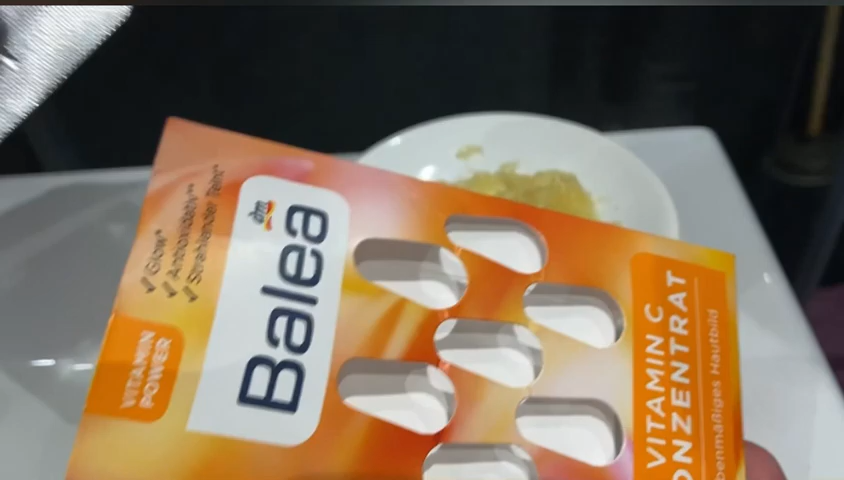 ✓ Glow*
✓ Antioxidativ**
✓ Strahlender Teint*
VITAMIN
POWER
dm
Balea
VITAMIN C
ONZENTRAT
benmäßiges Hautbild